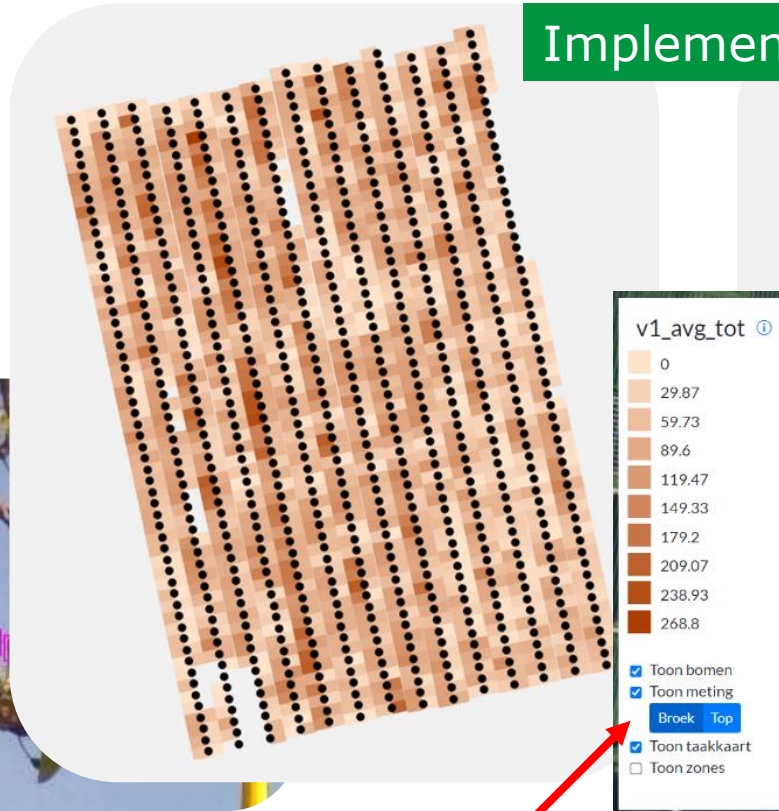 Implemen
v1_avg_tot
0
29.87
59.73
89.6
119.47
149.33
179.2
209.07
238.93
268.8
Toon bomen
Toon meting
Broek Top
Toon taakkaart
Toon zones